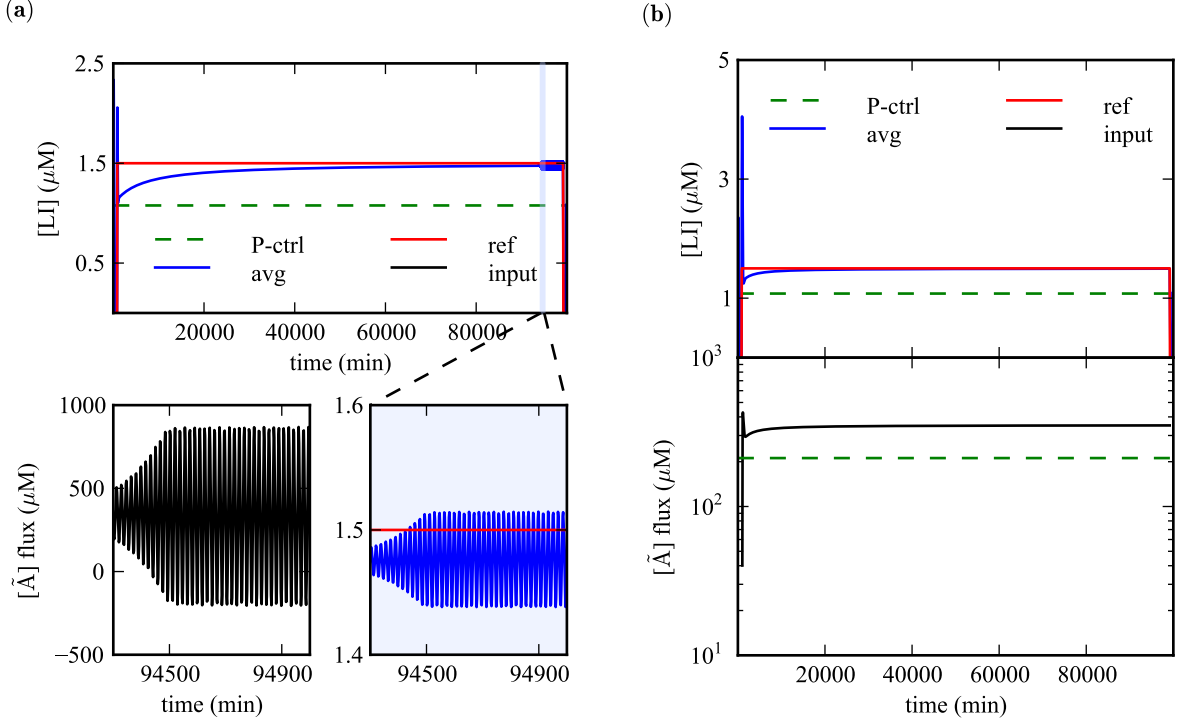 (a)
2.5
1.5
0.5
[LI] (μM)
P-ctrl
avg
ref
input
20000 40000 60000 80000
time (min)
1000
500
0
−500
[Ã] flux (μM)
94500 94900
time (min)
1.6
1.5
1.4
94500 94900
(b)
5
3
1
[LI] (μM)
P-ctrl
avg
ref
input
10³
10²
10¹
[Ã] flux (μM)
20000 40000 60000 80000
time (min)